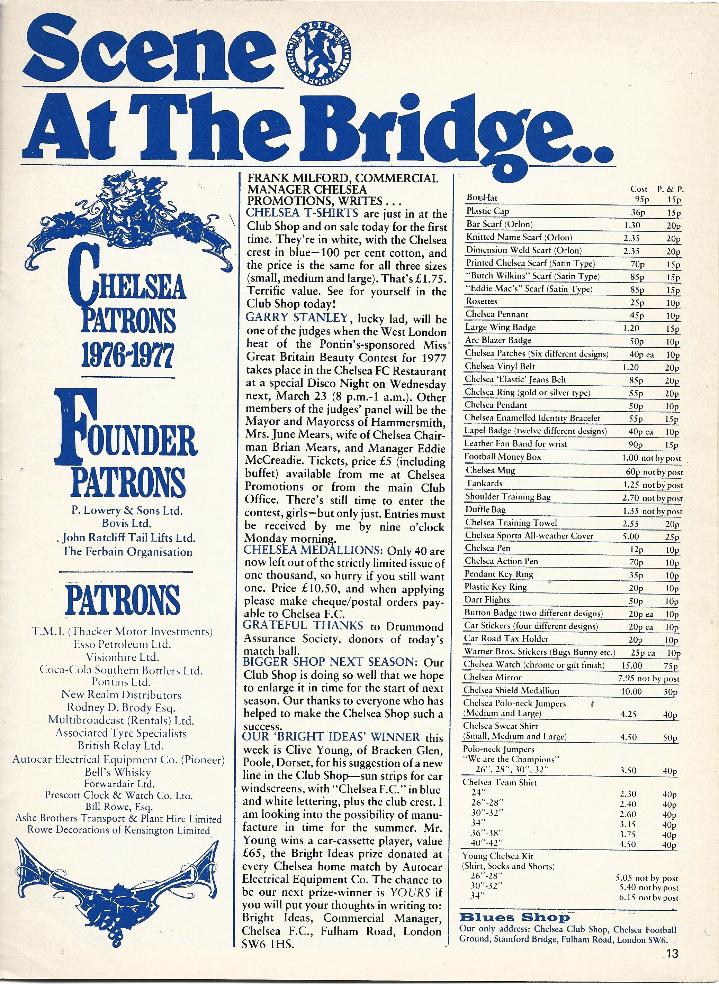 Scene
At The Bridge..
CHELSEA
PATRONS
1976-1977
FOUNDER
PATRONS
P. Lowery & Sons Ltd.
Bovis Ltd.
John Ratcliff Tail Lifts Ltd.
The Ferbain Organisation
PATRONS
T.M.I. (Thacker Motor Investments)
Esso Petroleum Ltd.
Visionhire Ltd.
Coca-Cola Southern Bottlers Ltd.
Pontins Ltd.
New Realm Distributors
Rodney D. Brody Esq.
Multibroadcast (Rentals) Ltd.
Associated Tyre Specialists
British Relay Ltd.
Autocar Electrical Equipment Co. (Pioneer)
Bell's Whisky
Forwardair Ltd.
Prescott Clock & Watch Co. Ltd.
Bill Rowe, Esq.
Ashe Brothers Transport & Plant Hire Limited
Rowe Decorations of Kensington Limited
FRANK MILFORD, COMMERCIAL
MANAGER CHELSEA
PROMOTIONS, WRITES . . .
CHELSEA T-SHIRTS are just in at the
Club Shop and on sale today for the first
time. They're in white, with the Chelsea
crest in blue—100 per cent cotton, and
the price is the same for all three sizes
(small, medium and large). That's £1.75.
Terrific value. See for yourself in the
Club Shop today!
GARRY STANLEY, lucky lad, will be
one of the judges when the West London
heat of the Pontin's-sponsored Miss
Great Britain Beauty Contest for 1977
takes place in the Chelsea FC Restaurant
at a special Disco Night on Wednesday
next, March 23 (8 p.m.-1 a.m.). Other
members of the judges' panel will be the
Mayor and Mayoress of Hammersmith,
Mrs. June Mears, wife of Chelsea Chair-
man Brian Mears, and Manager Eddie
McCreadie. Tickets, price £5 (including
buffet) available from me at Chelsea
Promotions or from the main Club
Office. There's still time to enter the
contest, girls—but only just. Entries must
be received by me by nine o'clock
Monday morning.
CHELSEA MEDALLIONS: Only 40 are
now left out of the strictly limited issue of
one thousand, so hurry if you still want
one. Price £10.50, and when applying
please make cheque/postal orders pay-
able to Chelsea F.C.
GRATEFUL THANKS to Drummond
Assurance Society, donors of today's
match ball.
BIGGER SHOP NEXT SEASON: Our
Club Shop is doing so well that we hope
to enlarge it in time for the start of next
season. Our thanks to everyone who has
helped to make the Chelsea Shop such a
success.
OUR 'BRIGHT IDEAS' WINNER this
week is Clive Young, of Bracken Glen,
Poole, Dorset, for his suggestion of a new
line in the Club Shop—sun strips for car
windscreens, with "Chelsea F.C." in blue
and white lettering, plus the club crest. I
am looking into the possibility of manu-
facture in time for the summer. Mr.
Young wins a car-cassette player, value
£65, the Bright Ideas prize donated at
every Chelsea home match by Autocar
Electrical Equipment Co. The chance to
be our next prize-winner is YOURS if
you will put your thoughts in writing to:
Bright Ideas, Commercial Manager,
Chelsea F.C., Fulham Road, London
SW6 1HS.
Cost P. & P.
Bob Hat 95p 15p
Plastic Cap 36p 15p
Bar Scarf (Orlon) 1.30 20p
Knitted Name Scarf (Orlon) 2.35 20p
Dimension Weld Scarf (Orlon) 2.35 20p
Printed Chelsea Scarf (Satin Type) 70p 15p
"Butch Wilkins" Scarf (Satin Type) 85p 15p
"Eddie Mac's" Scarf (Satin Type) 85p 15p
Rosettes 25p 10p
Chelsea Pennant 45p 10p
Large Wing Badge 1.20 15p
Arc Blazer Badge 50p 10p
Chelsea Patches (Six different designs) 40p ea 10p
Chelsea Vinyl Belt 1.20 20p
Chelsea 'Elastic' Jeans Belt 85p 20p
Chelsea Ring (gold or silver type) 55p 20p
Chelsea Pendant 50p 10p
Chelsea Enamelled Identity Bracelet 55p 15p
Lapel Badge (twelve different designs) 40p ea 10p
Leather Fan Band for wrist 90p 15p
Football Money Box 1.00 not by post
Chelsea Mug 60p not by post
Tankards 1.25 not by post
Shoulder Training Bag 2.70 not by post
Duffle Bag 1.35 not by post
Chelsea Training Towel 2.55 20p
Chelsea Sports All-weather Cover 5.00 25p
Chelsea Pen 12p 10p
Chelsea Action Pen 70p 10p
Pendant Key Ring 35p 10p
Plastic Key Ring 20p 10p
Dart Flights 50p 10p
Button Badge (two different designs) 20p ea 10p
Car Stickers (four different designs) 20p ea 10p
Car Road Tax Holder 20p 10p
Warner Bros. Stickers (Bugs Bunny etc.) 25p ea 10p
Chelsea Watch (chrome or gilt finish) 15.00 75p
Chelsea Mirror 7.95 not by post
Chelsea Shield Medallion 10.00 50p
Chelsea Polo-neck Jumpers
(Medium and Large) 4.25 40p
Chelsea Sweat Shirt
(Small, Medium and Large) 4.50 50p
Polo-neck Jumpers
"We are the Champions"
26", 28", 30", 32" 3.50 40p
Chelsea Team Shirt
24" 2.30 40p
26"-28" 2.40 40p
30"-32" 2.60 40p
34" 3.15 40p
36"-38" 3.75 40p
40"-42" 4.50 40p
Young Chelsea Kit
(Shirt, Socks and Shorts)
26"-28" 5.05 not by post
30"-32" 5.40 not by post
34" 6.15 not by post
Blues Shop
Our only address: Chelsea Club Shop, Chelsea Football
Ground, Stamford Bridge, Fulham Road, London SW6.
13